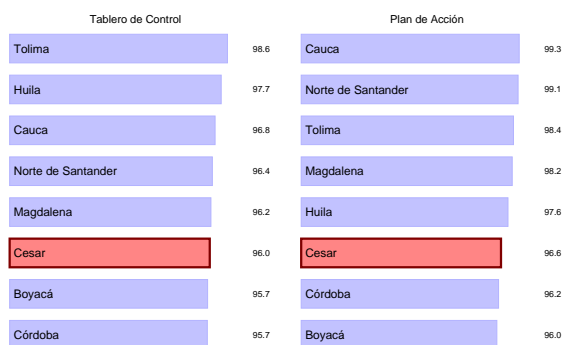 Tablero de Control
Tolima 98.6
Huila 97.7
Cauca 96.8
Norte de Santander 96.4
Magdalena 96.2
Cesar 96.0
Boyacá 95.7
Córdoba 95.7
Plan de Acción
Cauca 99.3
Norte de Santander 99.1
Tolima 98.4
Magdalena 98.2
Huila 97.6
Cesar 96.6
Córdoba 96.2
Boyacá 96.0